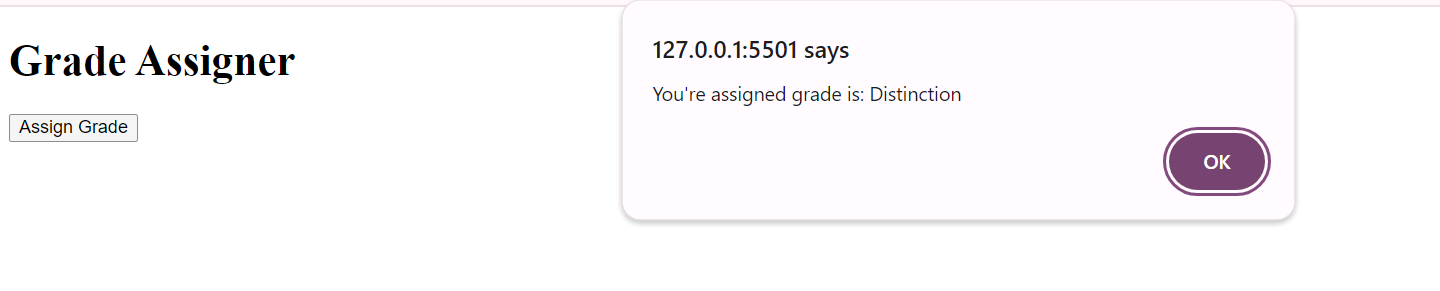 Grade Assigner
Assign Grade
127.0.0.1:5501 says
You're assigned grade is: Distinction
OK